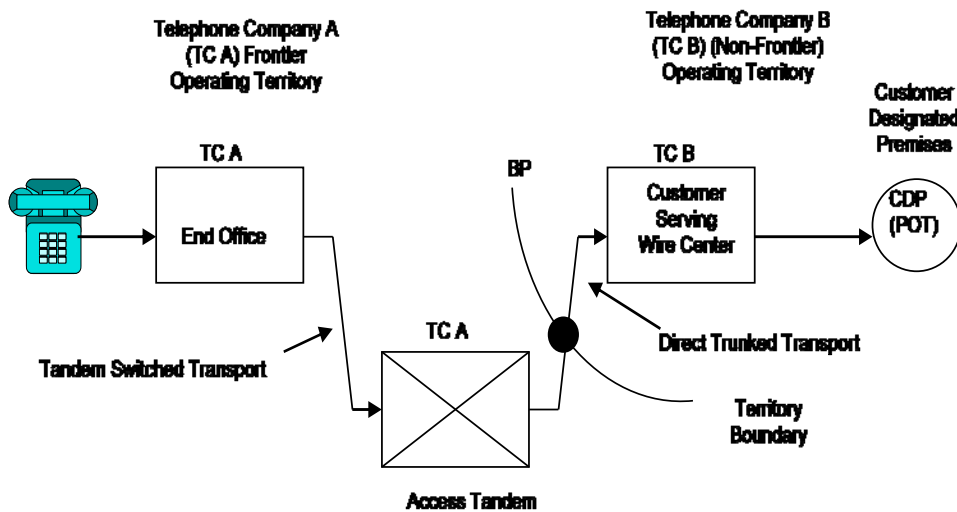 Telephone Company A
(TC A) Frontier
Operating Territory
Telephone Company B
(TC B) (Non-Frontier)
Operating Territory
Customer
Designated
Premises
TC A
End Office
BP
TC B
Customer
Serving
Wire Center
CDP
(POT)
TC A
Tandem Switched Transport
Direct Trunked Transport
Territory
Boundary
Access Tandem